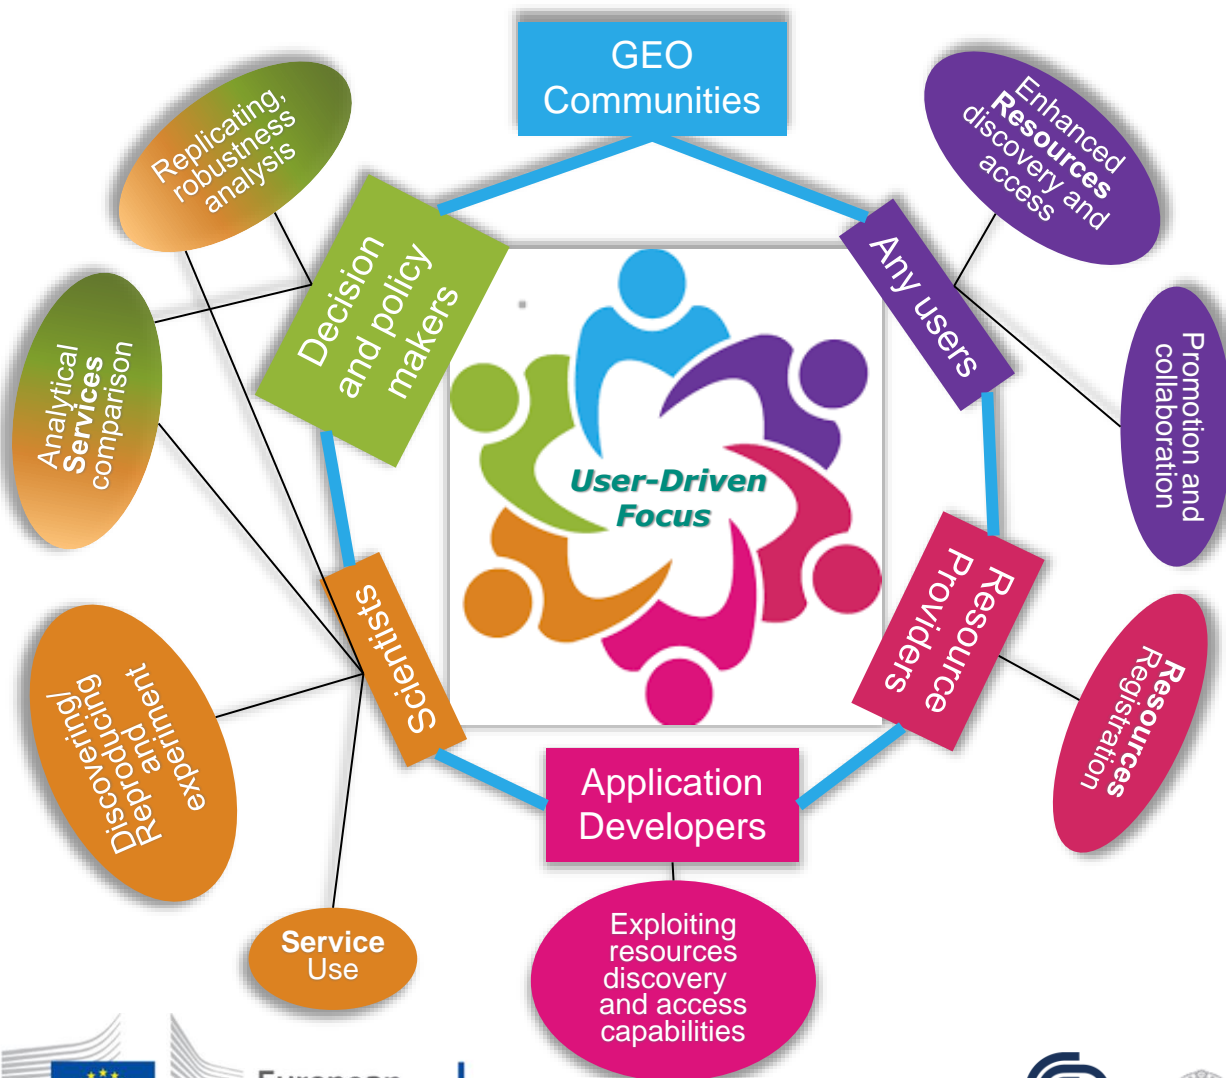 GEO
Communities
Replicating,
robustness
analysis
Enhanced
Resources
discovery and
access
Decision
and policy
makers
Any users
Analytical
Services
comparison
Promotion and
collaboration
User-Driven
Focus
Scientists
Resource
Providers
Discovering/
Reproducing
and
experiment
Resources
Registration
Application
Developers
Service
Use
Exploiting
resources
discovery
and access
capabilities